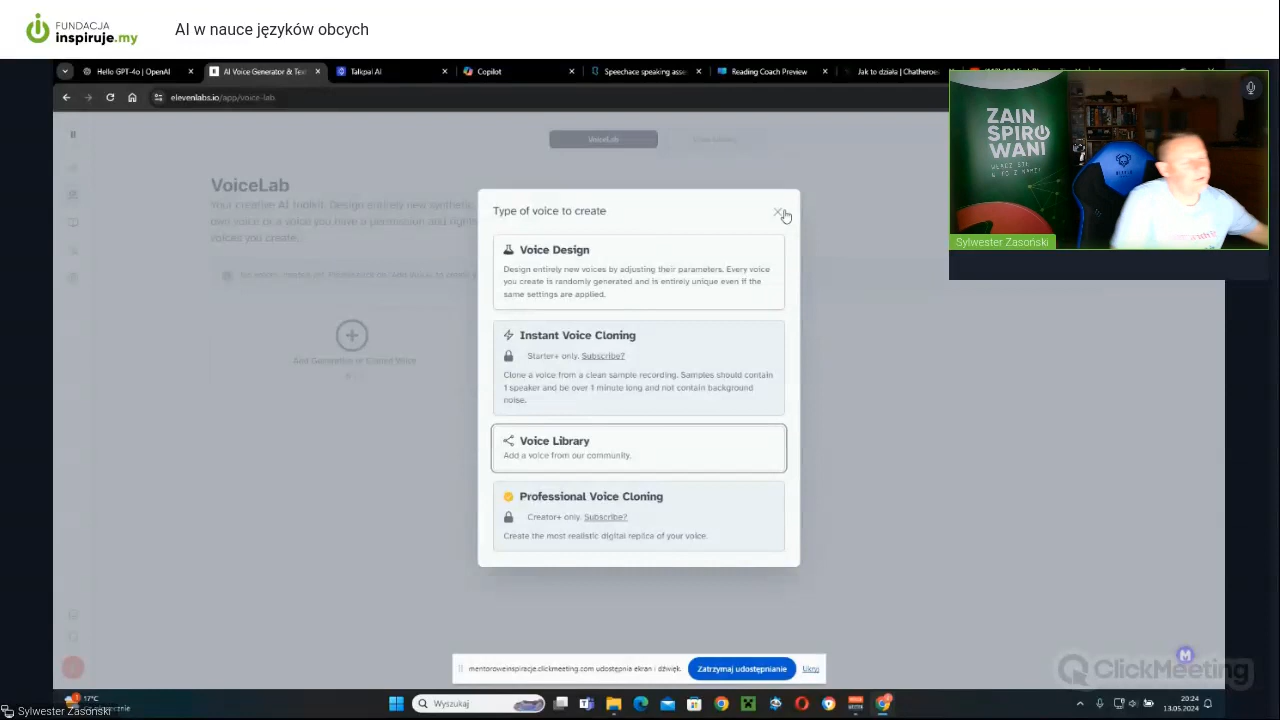 FUNDACJA
inspiruje.my
AI w nauce języków obcych
Hello GPT-4o | OpenAI
AI Voice Generator & Tex
Talkpal AI
Copilot
Speechace speaking asse
Reading Coach Preview
Jak to działa | Chatheroe
elevenlabs.io/app/voice-lab
VoiceLab
VoiceLab
Your creative AI toolkit. Design entirely new synthetic
own voice or a voice you have a permission and rights
voices you create.
Add Generative or Cloned Voice
Type of voice to create
Voice Design
Design entirely new voices by adjusting their parameters. Every voice
you create is randomly generated and is entirely unique even if the
same settings are applied.
Instant Voice Cloning
Starter+ only. Subscribe?
Clone a voice from a clean sample recording. Samples should contain
1 speaker and be over 1 minute long and not contain background
noise.
Voice Library
Add a voice from our community.
Professional Voice Cloning
Creator+ only. Subscribe?
Create the most realistic digital replica of your voice.
ZAIN
SPIROWANI
WANI
Sylwester Zasoński
mentoroweinspiracje.clickmeeting.com udostępnia ekran i dźwięk.
Zatrzymaj udostępnianie
Ukryj
M
ClickMeeting
17°C
Wyszukaj
20:24
13.05.2024
Sylwester Zasoński